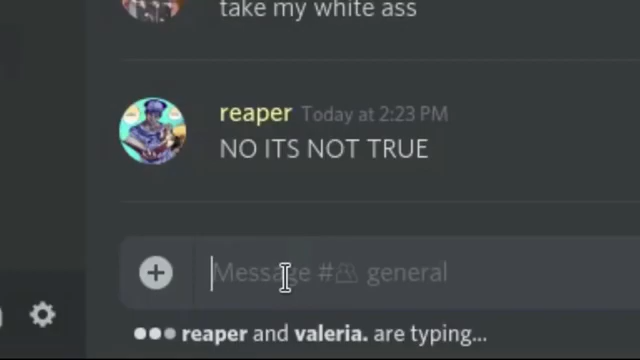 take my white ass
reaper Today at 2:23 PM
NO ITS NOT TRUE
Message # general
reaper and valeria. are typing...